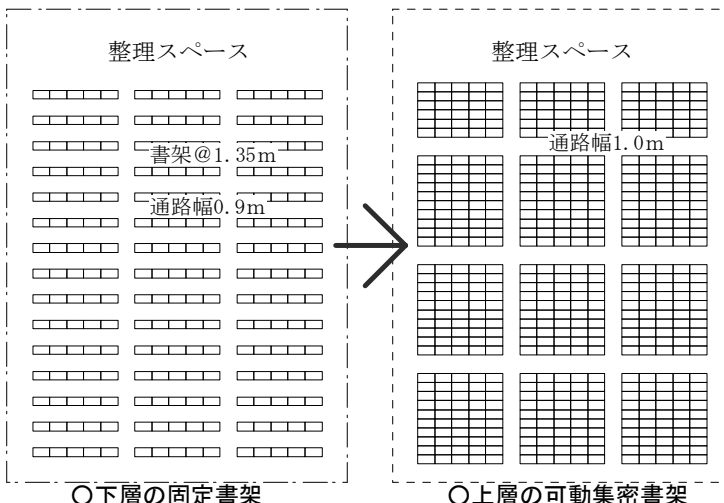 整理スペース
書架@1.35m
通路幅0.9m
○下層の固定書架
整理スペース
通路幅1.0m
○上層の可動集密書架